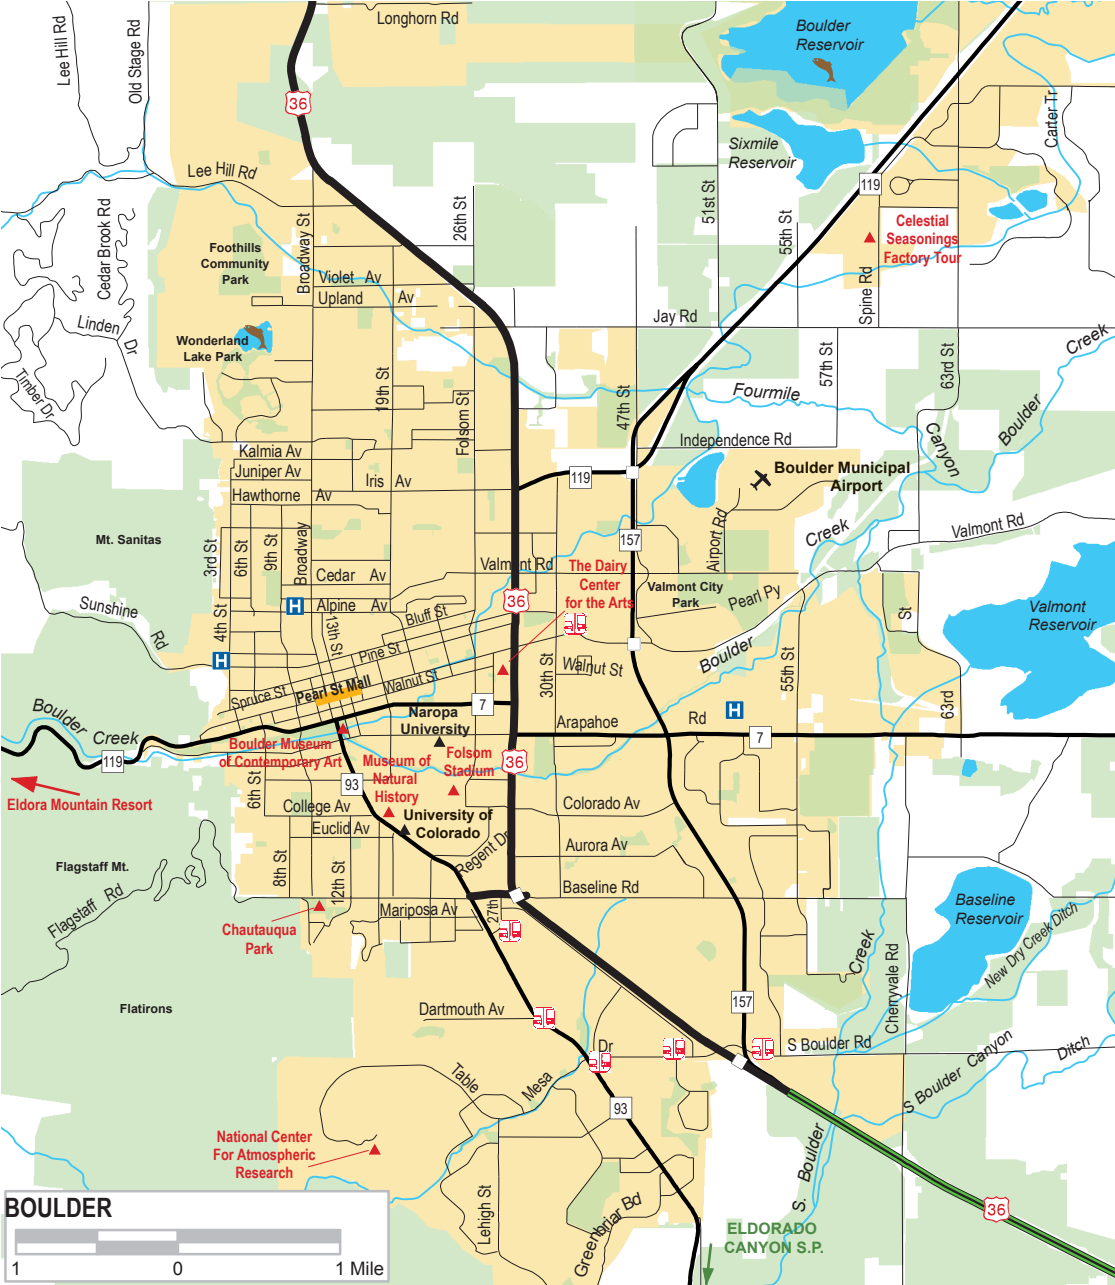 Longhorn Rd
Lee Hill Rd
Old Stage Rd
Boulder
Reservoir
36
Carter Tr
Sixmile
Reservoir
Lee Hill Rd
119
51st St
55th St
26th St
Broadway St
Cedar Brook Rd
Celestial
Seasonings
Factory Tour
Foothills
Community
Park
Violet Av
Upland Av
Spine Rd
Jay Rd
Linden Dr
Wonderland
Lake Park
Timber Dr
19th St
Folsom St
47th St
57th St
63rd St
Fourmile
Canyon
Creek
Boulder
Creek
Independence Rd
Kalmia Av
Juniper Av
Iris Av
Hawthorne Av
119
Boulder Municipal
Airport
Airport Rd
Valmont Rd
Mt. Sanitas
3rd St
6th St
9th St
Broadway
157
Valmont Rd
The Dairy
Center
for the Arts
Cedar Av
Valmont City
Park
Pearl Py
H
Alpine Av
36
Sunshine Rd
4th St
13th St
Bluff St
Valmont
Reservoir
St
63rd
H
Pine St
Walnut St
30th St
Walnut St
Boulder
55th St
Spruce St
Pearl St Mall
7
H
Boulder Creek
Naropa
University
Arapahoe Rd
7
119
Boulder Museum
of Contemporary Art
Folsom
Stadium
36
Museum of
Natural
History
93
Eldora Mountain Resort
6th St
College Av
Euclid Av
University of
Colorado
Colorado Av
Aurora Av
Regent Dr
Flagstaff Mt.
8th St
12th St
Baseline Rd
Flagstaff Rd
Mariposa Av
27th
Baseline
Reservoir
New Dry Creek Ditch
Chautauqua
Park
Creek
Cherryvale Rd
Flatirons
Dartmouth Av
157
S Boulder Rd
Dr
Table
Mesa
S Boulder Canyon
Ditch
93
National Center
For Atmospheric
Research
S. Boulder
Lehigh St
Greenbriar Bd
36
ELDORADO
CANYON S.P.
BOULDER
1 0 1 Mile